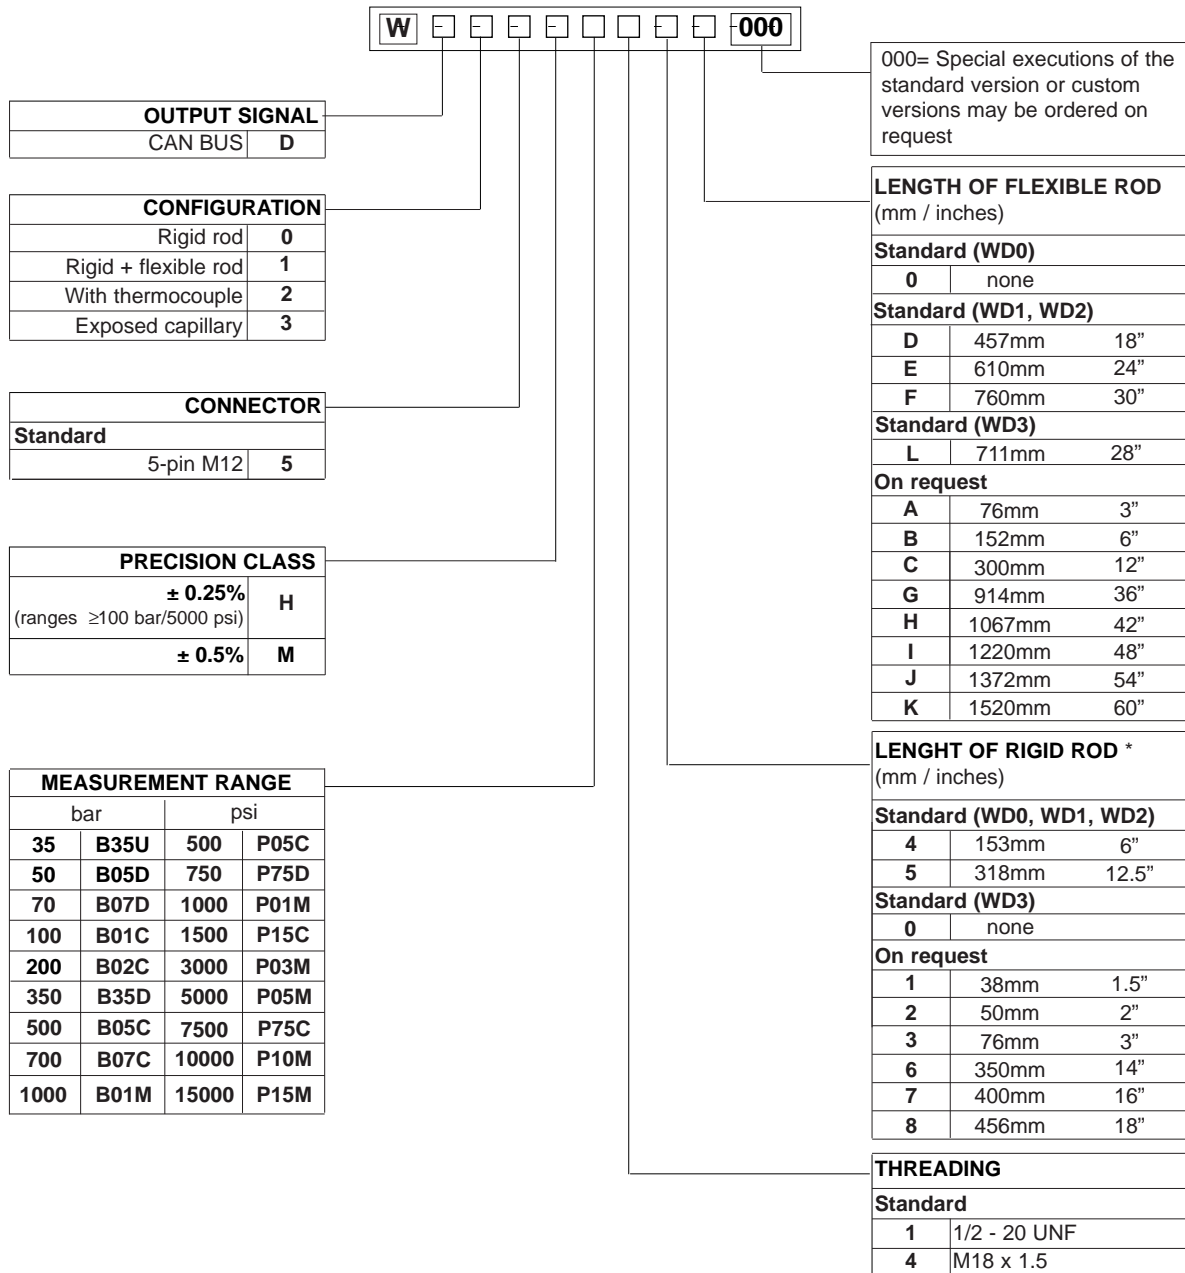 W - - - - - - -000
000= Special executions of the
standard version or custom
versions may be ordered on
request
OUTPUT SIGNAL
CAN BUS D
CONFIGURATION
Rigid rod 0
Rigid + flexible rod 1
With thermocouple 2
Exposed capillary 3
CONNECTOR
Standard
5-pin M12 5
PRECISION CLASS
± 0.25% H
(ranges ≥100 bar/5000 psi)
± 0.5% M
MEASUREMENT RANGE
bar psi
35 B35U 500 P05C
50 B05D 750 P75D
70 B07D 1000 P01M
100 B01C 1500 P15C
200 B02C 3000 P03M
350 B35D 5000 P05M
500 B05C 7500 P75C
700 B07C 10000 P10M
1000 B01M 15000 P15M
LENGTH OF FLEXIBLE ROD
(mm / inches)
Standard (WD0)
0 none
Standard (WD1, WD2)
D 457mm 18”
E 610mm 24”
F 760mm 30”
Standard (WD3)
L 711mm 28”
On request
A 76mm 3”
B 152mm 6”
C 300mm 12”
G 914mm 36”
H 1067mm 42”
I 1220mm 48”
J 1372mm 54”
K 1520mm 60”
LENGHT OF RIGID ROD *
(mm / inches)
Standard (WD0, WD1, WD2)
4 153mm 6”
5 318mm 12.5”
Standard (WD3)
0 none
On request
1 38mm 1.5”
2 50mm 2”
3 76mm 3”
6 350mm 14”
7 400mm 16”
8 456mm 18”
THREADING
Standard
1 1/2 - 20 UNF
4 M18 x 1.5